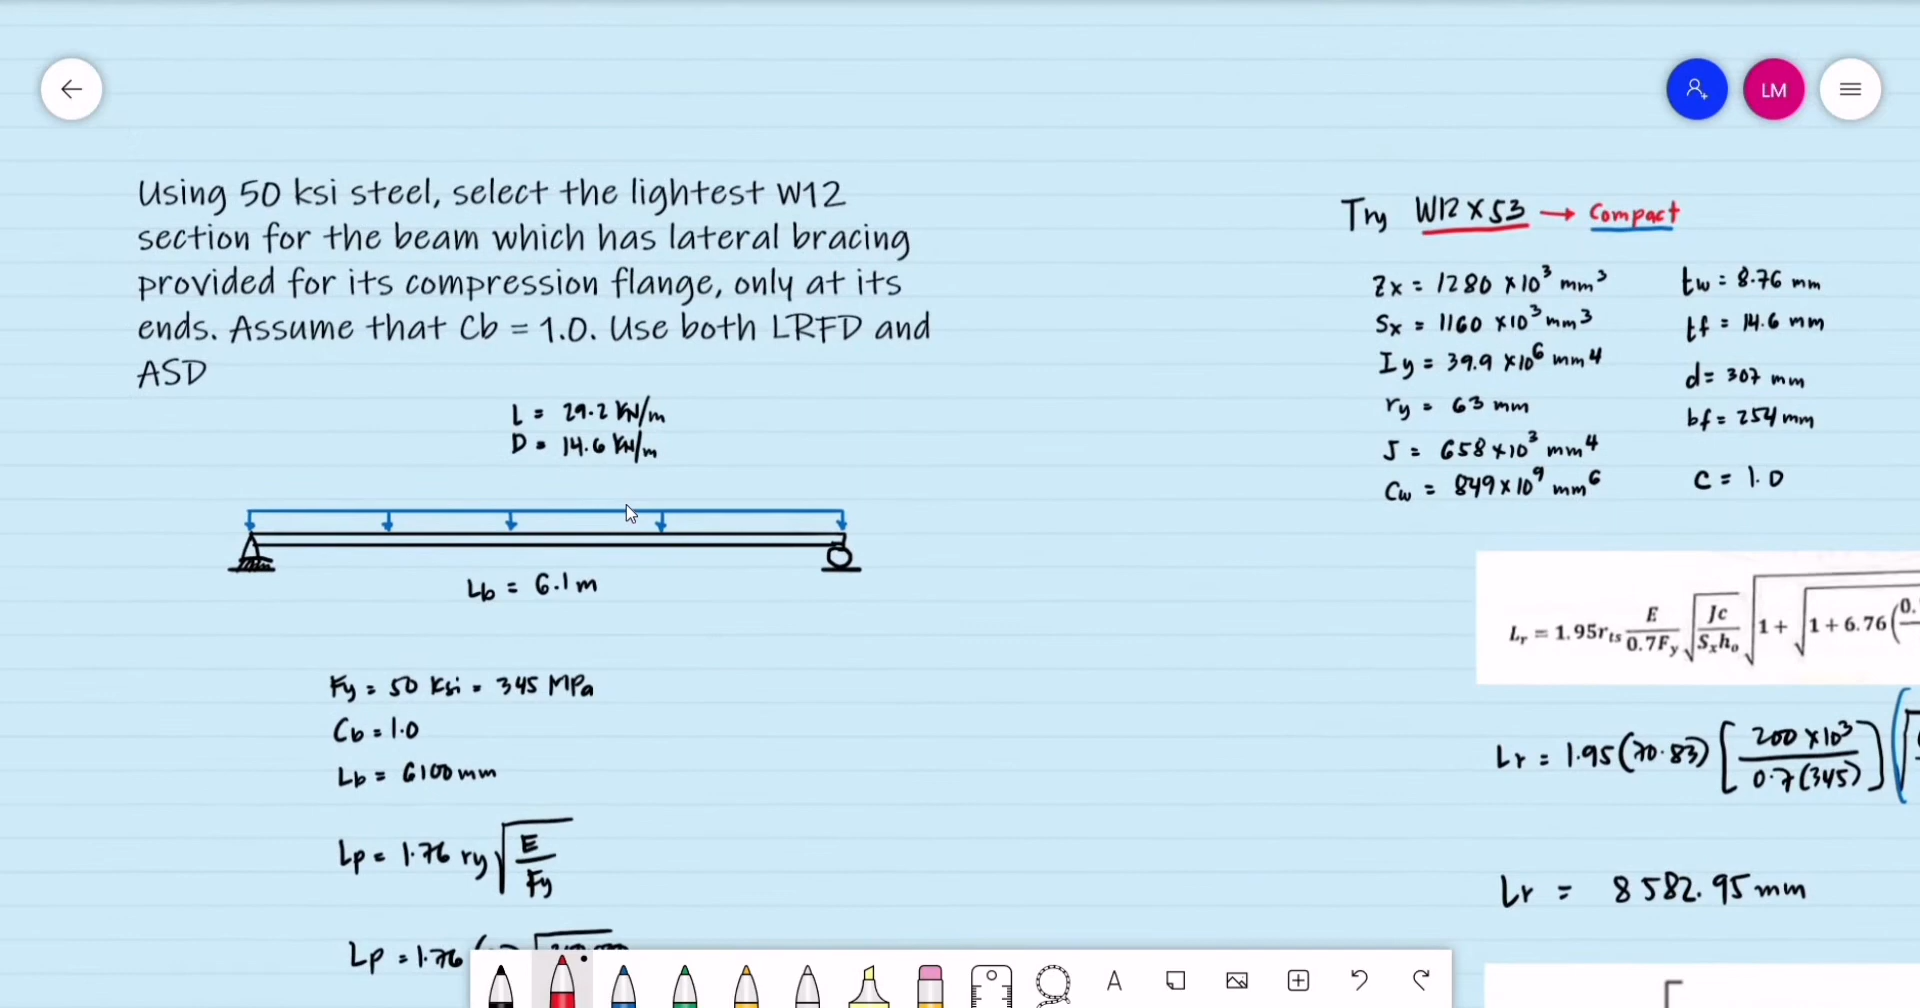 LM
Using 50 ksi steel, select the lightest W12
section for the beam which has lateral bracing
provided for its compression flange, only at its
ends. Assume that Cb = 1.0. Use both LRFD and
ASD
L = 29.2 kN/m
D = 14.6 kN/m
Lb = 6.1 m
Fy = 50 ksi = 345 MPa
Cb = 1.0
Lb = 6100 mm
Lp = 1.76 ry √(E/Fy)
Lp = 1.76
Try W12 × 53 → Compact
Zx = 1280 × 10³ mm³
Sx = 1160 × 10³ mm³
Iy = 39.9 × 10⁶ mm⁴
ry = 63 mm
J = 658 × 10³ mm⁴
Cw = 849 × 10⁹ mm⁶
tw = 8.76 mm
tf = 14.6 mm
d = 307 mm
bf = 254 mm
c = 1.0
Lr = 1.95rts E/0.7Fy √(Jc/Sxho) √(1 + √(1 + 6.76 (0.
Lr = 1.95 (70.83) [200 × 10³ / 0.7 (345)]
Lr = 8582.95 mm
A